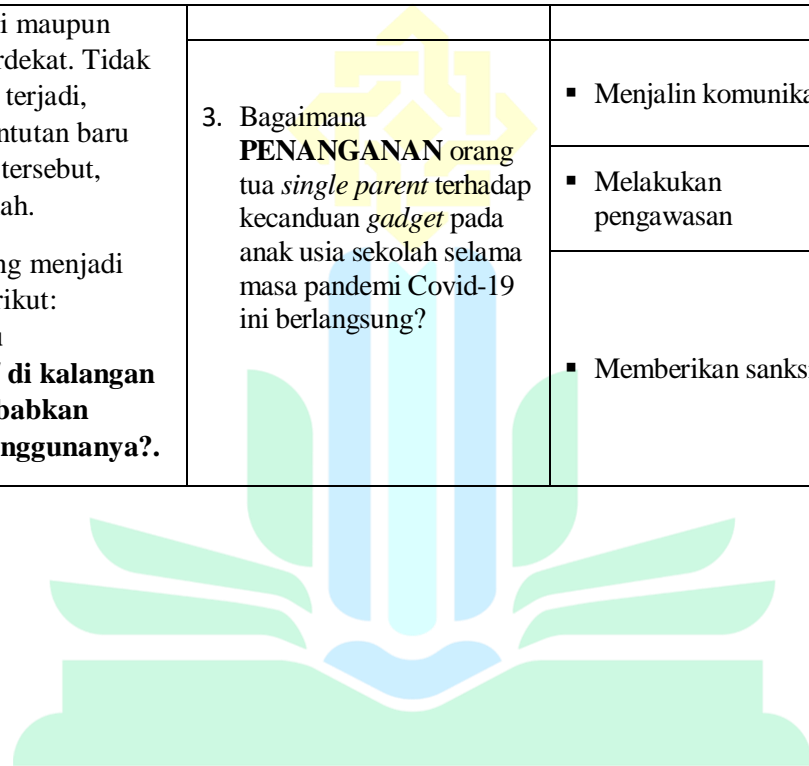 i maupun
rdekat. Tidak
terjadi,
ntutan baru
tersebut,
ah.
ng menjadi
rikut:
di kalangan
babkan
nggunanya?.
3. Bagaimana
PENANGANAN orang
tua single parent terhadap
kecanduan gadget pada
anak usia sekolah selama
masa pandemi Covid-19
ini berlangsung?
▪ Menjalin komunika
▪ Melakukan
pengawasan
▪ Memberikan sanksi